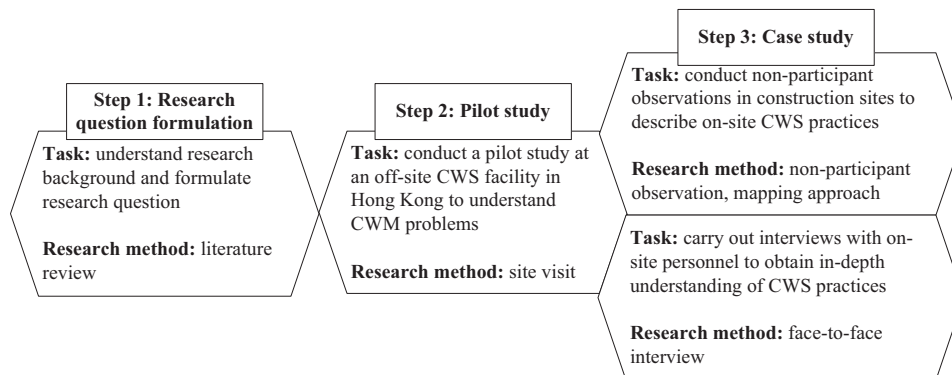 Step 1: Research
question formulation
Task: understand research
background and formulate
research question
Research method: literature
review
Step 2: Pilot study
Task: conduct a pilot study at
an off-site CWS facility in
Hong Kong to understand
CWM problems
Research method: site visit
Step 3: Case study
Task: conduct non-participant
observations in construction sites to
describe on-site CWS practices
Research method: non-participant
observation, mapping approach
Task: carry out interviews with on-
site personnel to obtain in-depth
understanding of CWS practices
Research method: face-to-face
interview